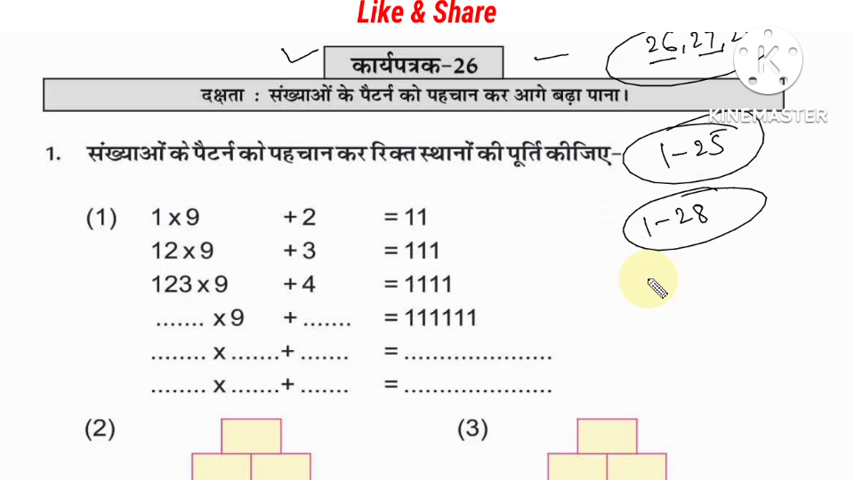 Like & Share
26, 27, 2
कार्यपत्रक-26
KINEMASTER
दक्षता : संख्याओं के पैटर्न को पहचान कर आगे बढ़ा पाना।
1. संख्याओं के पैटर्न को पहचान कर रिक्त स्थानों की पूर्ति कीजिए-
1-25
(1) 1 x 9 + 2 = 11
1-28
12 x 9 + 3 = 111
123 x 9 + 4 = 1111
....... x 9 + ....... = 111111
........ x .......+ ....... = .....................
........ x .......+ ....... = .....................
(2) (3)